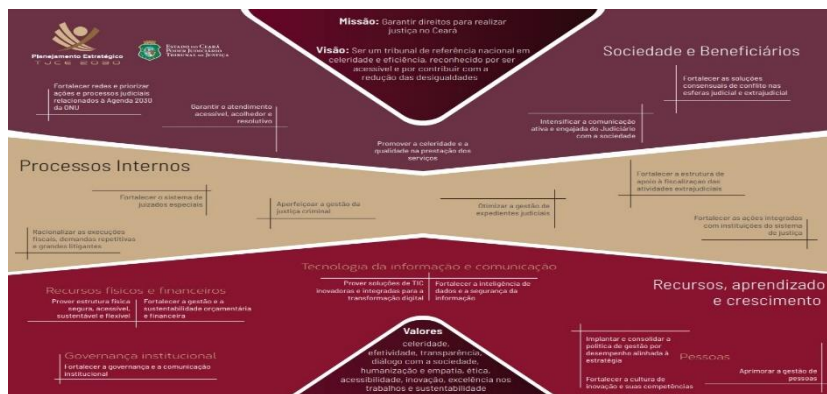 Missão: Garantir direitos para realizar
justiça no Ceará
Visão: Ser um tribunal de referência nacional em
celeridade e eficiência, reconhecido por ser
acessível e por contribuir com a
redução das desigualdades
Planejamento Estratégico
TJCE 2030
ESTADO DO CEARÁ
PODER JUDICIÁRIO
TRIBUNAL DE JUSTIÇA
Sociedade e Beneficiários
Fortalecer redes e priorizar
ações e processos judiciais
relacionados à Agenda 2030
da ONU
Garantir o atendimento
acessível, acolhedor e
resolutivo
Promover a celeridade e a
qualidade na prestação dos
serviços
Intensificar a comunicação
ativa e engajada do Judiciário
com a sociedade
Fortalecer as soluções
consensuais de conflito nas
esferas judicial e extrajudicial
Processos Internos
Racionalizar as execuções
fiscais, demandas repetitivas
e grandes litigantes
Fortalecer o sistema de
juizados especiais
Aperfeiçoar a gestão da
justiça criminal
Otimizar a gestão de
expedientes judiciais
Fortalecer a estrutura de
apoio à fiscalização das
atividades extrajudiciais
Fortalecer as ações integradas
com instituições do sistema
de justiça
Tecnologia da informação e comunicação
Prover soluções de TIC
inovadoras e integradas para a
transformação digital
Fortalecer a inteligência de
dados e a segurança da
informação
Recursos, aprendizado
e crescimento
Recursos físicos e financeiros
Prover estrutura física
segura, acessível,
sustentável e flexível
Fortalecer a gestão e a
sustentabilidade orçamentária
e financeira
Governança institucional
Fortalecer a governança e a comunicação
institucional
Valores
celeridade,
efetividade, transparência,
diálogo com a sociedade,
humanização e empatia, ética,
acessibilidade, inovação, excelência nos
trabalhos e sustentabilidade
Implantar e consolidar a
política de gestão por
desempenho alinhada à
estratégia
Pessoas
Fortalecer a cultura de
inovação e suas competências
Aprimorar a gestão de
pessoas